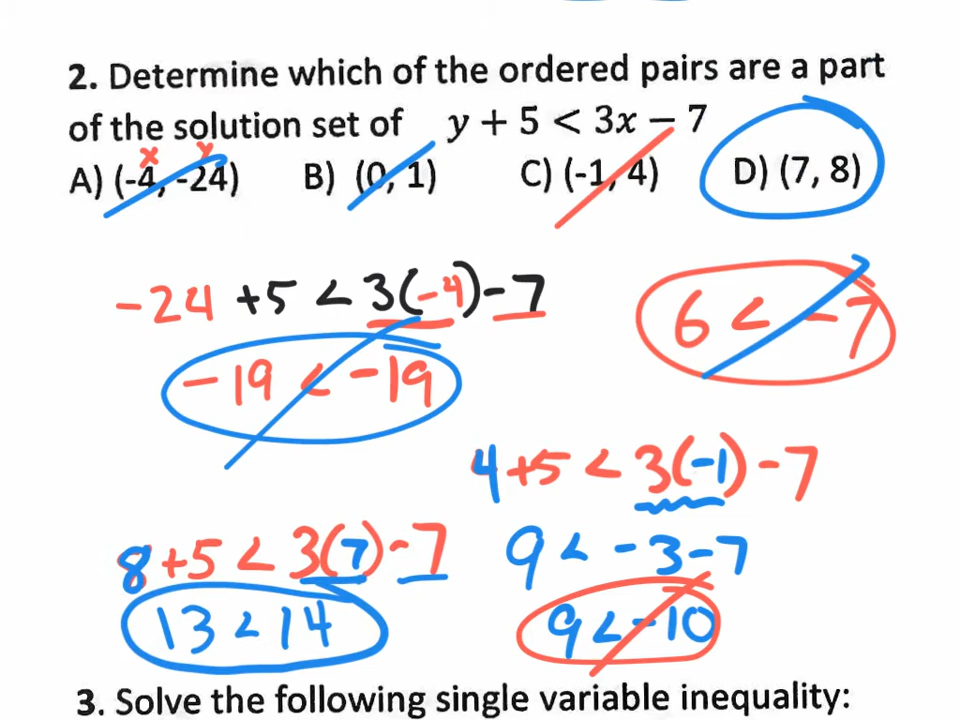 2. Determine which of the ordered pairs are a part
of the solution set of y + 5 < 3x − 7
x y
A) (-4, -24) B) (0, 1) C) (-1, 4) D) (7, 8)
-24 +5 < 3(-4)-7
6 < -7
-19 < -19
4+5 < 3(-1)-7
8+5 < 3(7)-7
9 < -3-7
13 < 14
9 < -10
3. Solve the following single variable inequality: